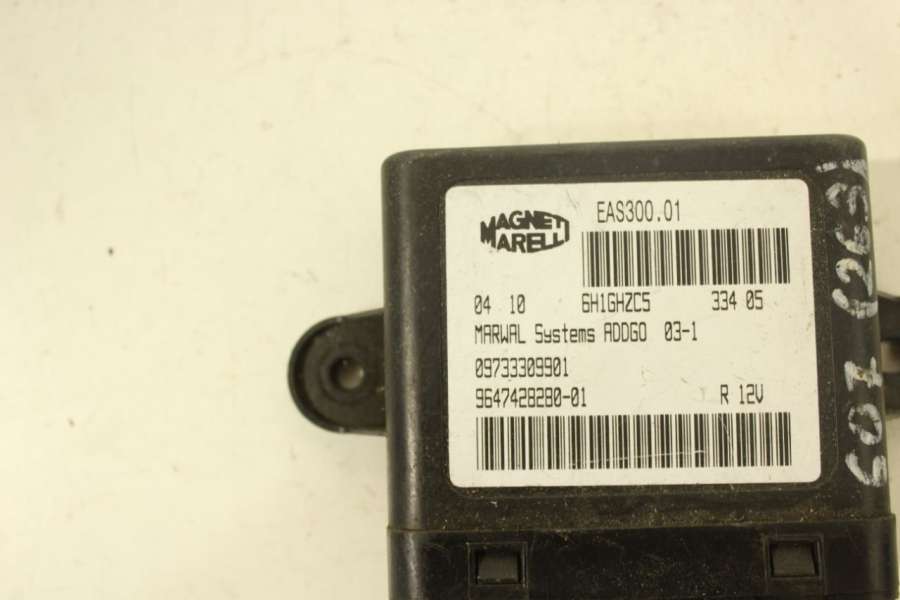 MAGNETI
MARELLI
EAS300.01
04 10 6H1GHZC5 334 05
MARWAL Systems ADDGO 03-1
09733309901
9647428280-01 R 12V